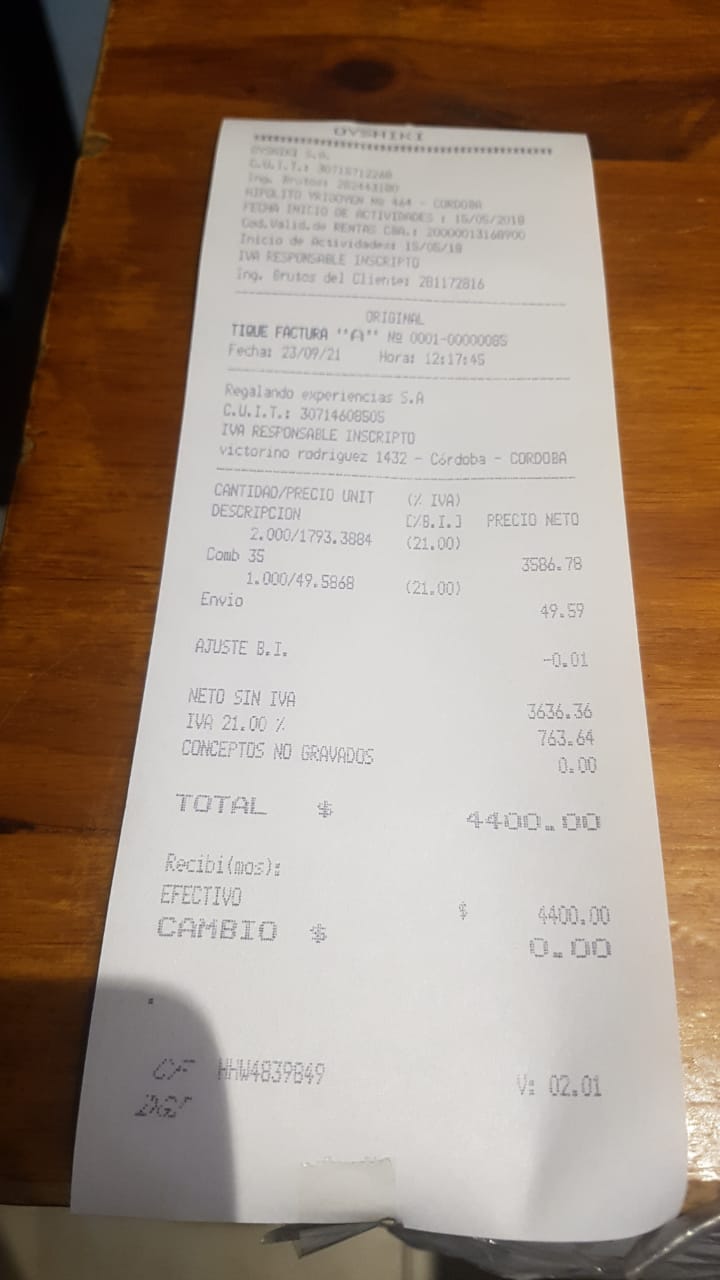 OYSHIKI
OYSHIKI S.A.
C.U.I.T.: 30715712268
Ing. Brutos: 282443180
HIPOLITO YRIGOYEN No 464 - CORDOBA
FECHA INICIO DE ACTIVIDADES : 15/05/2018
Cod.Valid.de RENTAS CBA.: 20000013168900
Inicio de Actividades: 15/05/18
IVA RESPONSABLE INSCRIPTO
Ing. Brutos del Cliente: 281172816
ORIGINAL
TIQUE FACTURA ''A'' Nº 0001-00000085
Fecha: 23/09/21 Hora: 12:17:45
Regalando experiencias S.A
C.U.I.T.: 30714608505
IVA RESPONSABLE INSCRIPTO
victorino rodriguez 1432 - Córdoba - CORDOBA
CANTIDAD/PRECIO UNIT (% IVA)
DESCRIPCION [/B.I.] PRECIO NETO
2.000/1793.3884 (21.00)
Comb 35 3586.78
1.000/49.5868 (21.00)
Envio 49.59
AJUSTE B.I. -0.01
NETO SIN IVA 3636.36
IVA 21.00 % 763.64
CONCEPTOS NO GRAVADOS 0.00
TOTAL $ 4400.00
Recibi(mos):
EFECTIVO $ 4400.00
CAMBIO $ 0.00
.
CF HHW4839849 V: 02.01
DGI